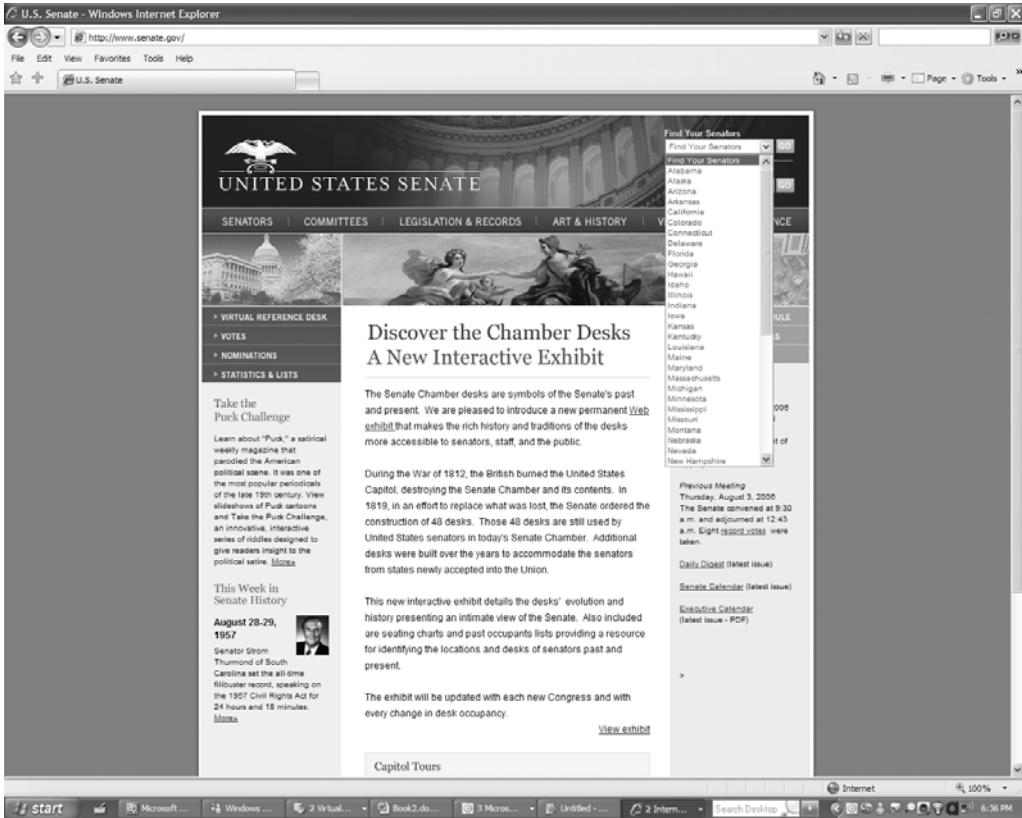 U.S. Senate - Windows Internet Explorer
http://www.senate.gov/
File Edit View Favorites Tools Help
U.S. Senate
Page Tools
Find Your Senators
Find Your Senators GO
GO
UNITED STATES SENATE
SENATORS COMMITTEES LEGISLATION & RECORDS ART & HISTORY V NCE
Find Your Senators
Alabama
Alaska
Arizona
Arkansas
California
Colorado
Connecticut
Delaware
Florida
Georgia
Hawaii
Idaho
Illinois
Indiana
Iowa
Kansas
Kentucky
Louisiana
Maine
Maryland
Massachusetts
Michigan
Minnesota
Mississippi
Missouri
Montana
Nebraska
Nevada
New Hampshire
VIRTUAL REFERENCE DESK
VOTES
NOMINATIONS
STATISTICS & LISTS
Take the
Puck Challenge
Learn about "Puck," a satirical
weekly magazine that
parodied the American
political scene. It was one of
the most popular periodicals
of the late 19th century. View
slideshows of Puck cartoons
and Take the Puck Challenge,
an innovative, interactive
series of riddles designed to
give readers insight to the
political satire. More»
This Week in
Senate History
August 28-29,
1957
Senator Strom
Thurmond of South
Carolina set the all-time
filibuster record, speaking on
the 1957 Civil Rights Act for
24 hours and 18 minutes.
More»
Discover the Chamber Desks
A New Interactive Exhibit
The Senate Chamber desks are symbols of the Senate's past
and present. We are pleased to introduce a new permanent Web
exhibit that makes the rich history and traditions of the desks
more accessible to senators, staff, and the public.
During the War of 1812, the British burned the United States
Capitol, destroying the Senate Chamber and its contents. In
1819, in an effort to replace what was lost, the Senate ordered the
construction of 48 desks. Those 48 desks are still used by
United States senators in today's Senate Chamber. Additional
desks were built over the years to accommodate the senators
from states newly accepted into the Union.
This new interactive exhibit details the desks' evolution and
history presenting an intimate view of the Senate. Also included
are seating charts and past occupants lists providing a resource
for identifying the locations and desks of senators past and
present.
The exhibit will be updated with each new Congress and with
every change in desk occupancy.
View exhibit
Capitol Tours
ULE
S
2006
t of
Previous Meeting
Thursday, August 3, 2006
The Senate convened at 9:30
a.m. and adjourned at 12:43
a.m. Eight record votes were
taken.
Daily Digest (latest issue)
Senate Calendar (latest issue)
Executive Calendar
(latest issue - PDF)
>
Internet 100%
start Microsoft ... Windows ... 3 Virtual... Book2.do... 3 Micros... Untitled - ... 2 Intern... Search Desktop 6:36 PM